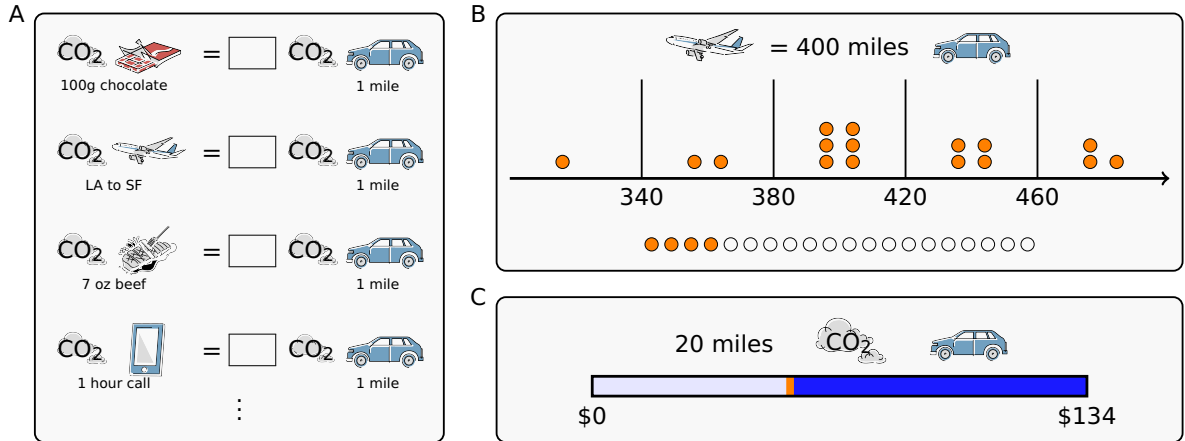 A
CO2 = CO2
100g chocolate 1 mile
CO2 = CO2
LA to SF 1 mile
CO2 = CO2
7 oz beef 1 mile
CO2 = CO2
1 hour call 1 mile
⋮
B
= 400 miles
340 380 420 460
C
20 miles CO2
$0 $134